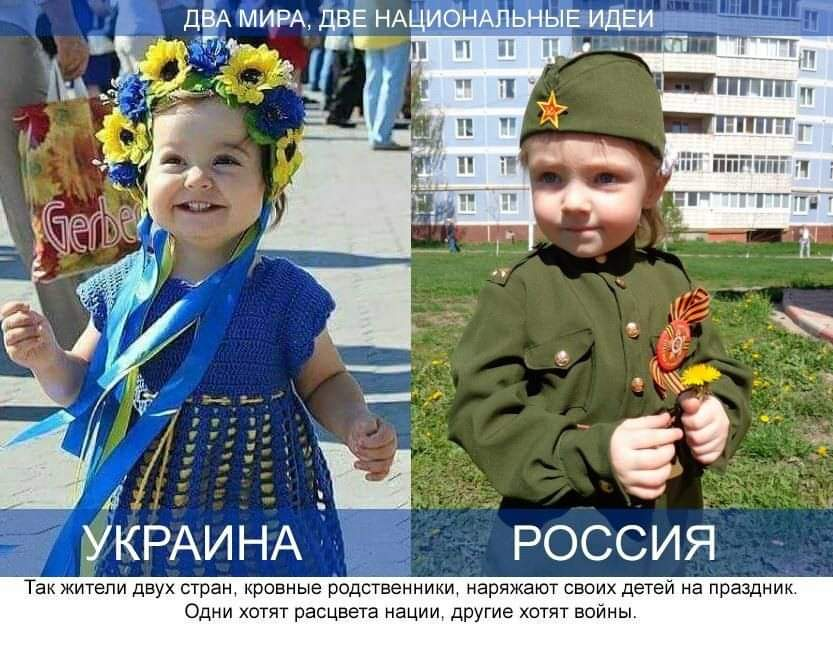 ДВА МИРА, ДВЕ НАЦИОНАЛЬНЫЕ ИДЕИ
Gerber
УКРАИНА
РОССИЯ
Так жители двух стран, кровные родственники, наряжают своих детей на праздник.
Одни хотят расцвета нации, другие хотят войны.